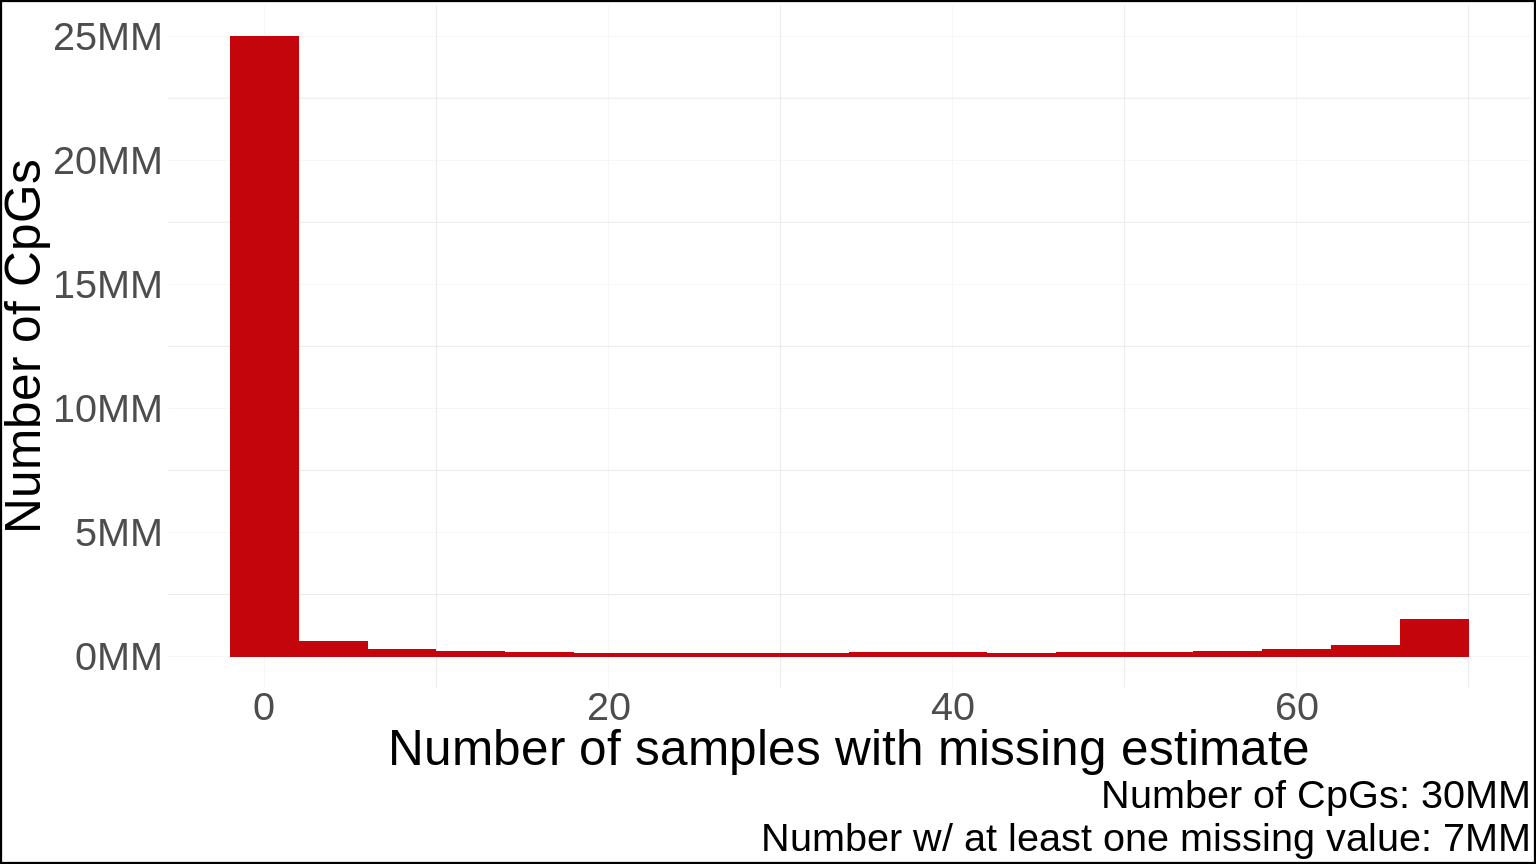 25MM
20MM
15MM
10MM
5MM
0MM
Number of CpGs
0 20 40 60
Number of samples with missing estimate
Number of CpGs: 30MM
Number w/ at least one missing value: 7MM